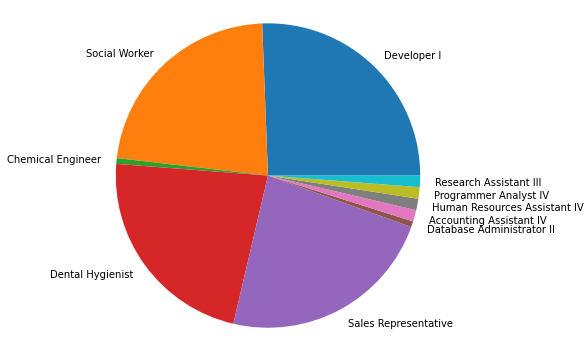 Developer I
Social Worker
Chemical Engineer
Dental Hygienist
Sales Representative
Database Administrator II
Accounting Assistant IV
Human Resources Assistant IV
Programmer Analyst IV
Research Assistant III